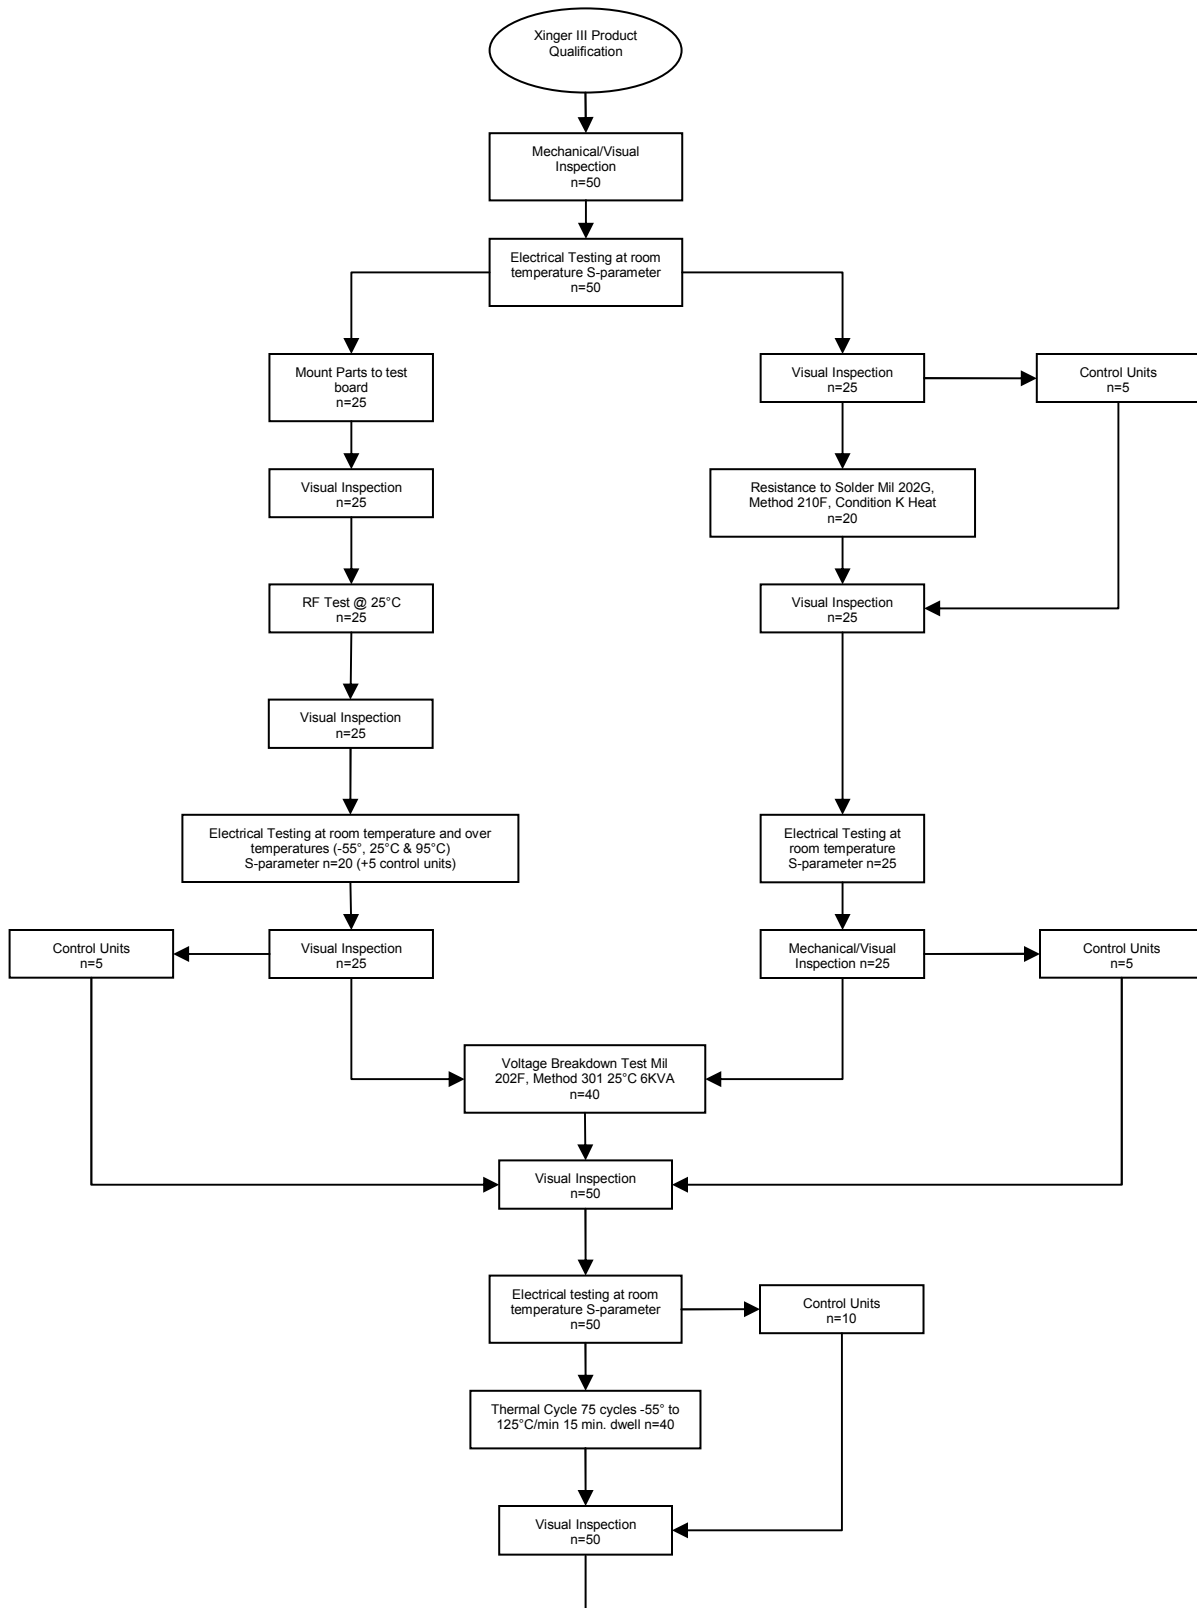 Xinger III Product
Qualification
Mechanical/Visual
Inspection
n=50
Electrical Testing at room
temperature S-parameter
n=50
Mount Parts to test
board
n=25
Visual Inspection
n=25
Control Units
n=5
Visual Inspection
n=25
Resistance to Solder Mil 202G,
Method 210F, Condition K Heat
n=20
RF Test @ 25°C
n=25
Visual Inspection
n=25
Visual Inspection
n=25
Electrical Testing at room temperature and over
temperatures (-55°, 25°C & 95°C)
S-parameter n=20 (+5 control units)
Electrical Testing at
room temperature
S-parameter n=25
Control Units
n=5
Visual Inspection
n=25
Mechanical/Visual
Inspection n=25
Control Units
n=5
Voltage Breakdown Test Mil
202F, Method 301 25°C 6KVA
n=40
Visual Inspection
n=50
Electrical testing at room
temperature S-parameter
n=50
Control Units
n=10
Thermal Cycle 75 cycles -55° to
125°C/min 15 min. dwell n=40
Visual Inspection
n=50